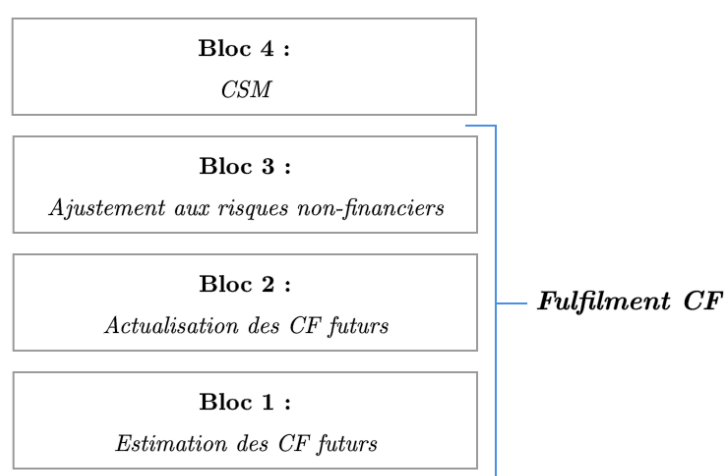 Bloc 4 :
CSM
Bloc 3 :
Ajustement aux risques non-financiers
Bloc 2 :
Actualisation des CF futurs
Fulfilment CF
Bloc 1 :
Estimation des CF futurs